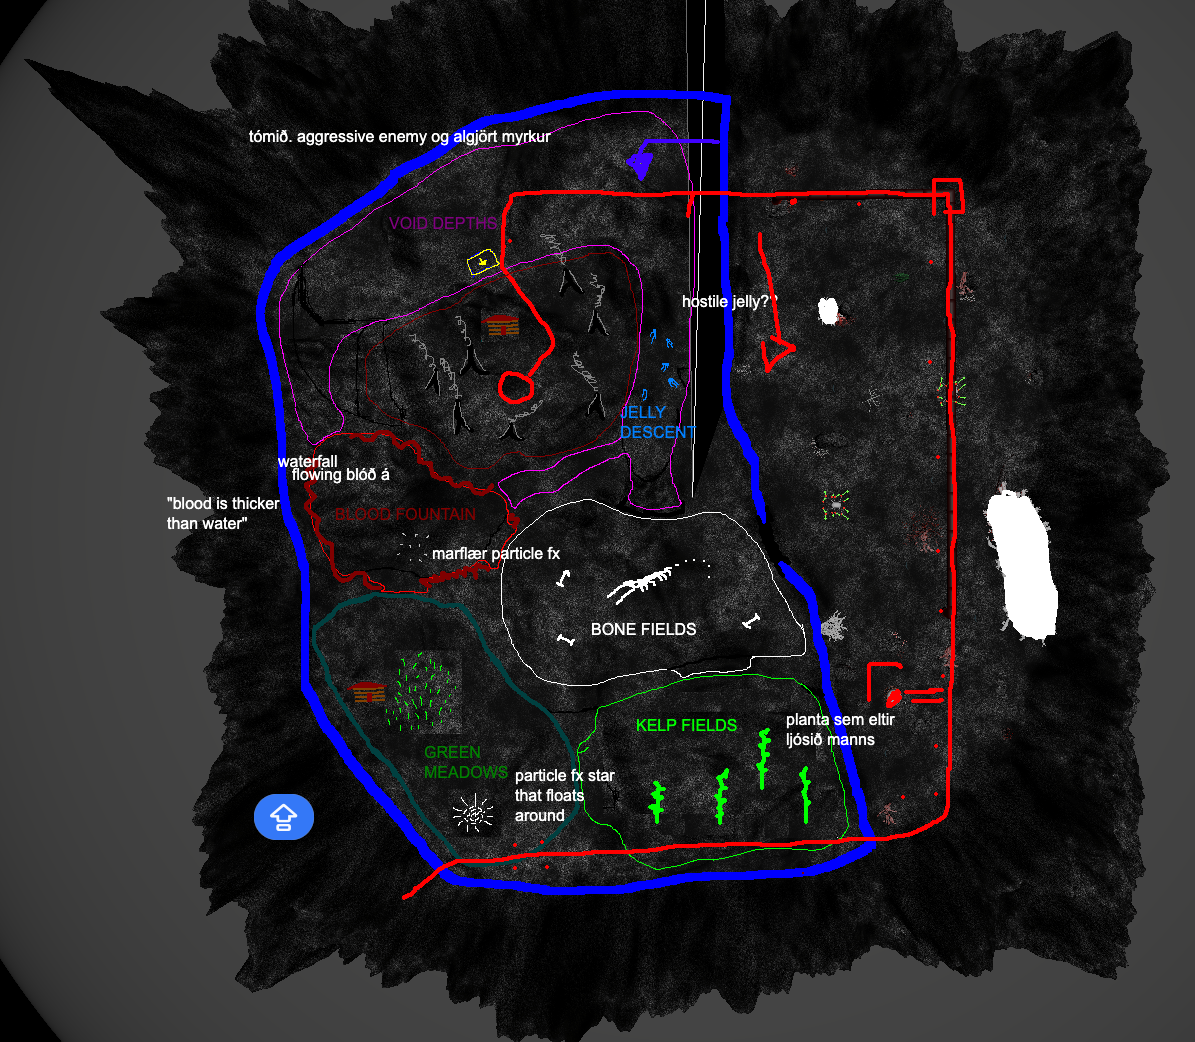 tómið. aggressive enemy og algjört myrkur
VOID DEPTHS
hostile jelly??
JELLY
DESCENT
waterfall
flowing blóð á
"blood is thicker
than water"
BLOOD FOUNTAIN
marflær particle fx
BONE FIELDS
KELP FIELDS
planta sem eltir
ljósið manns
GREEN
MEADOWS
particle fx star
that floats
around